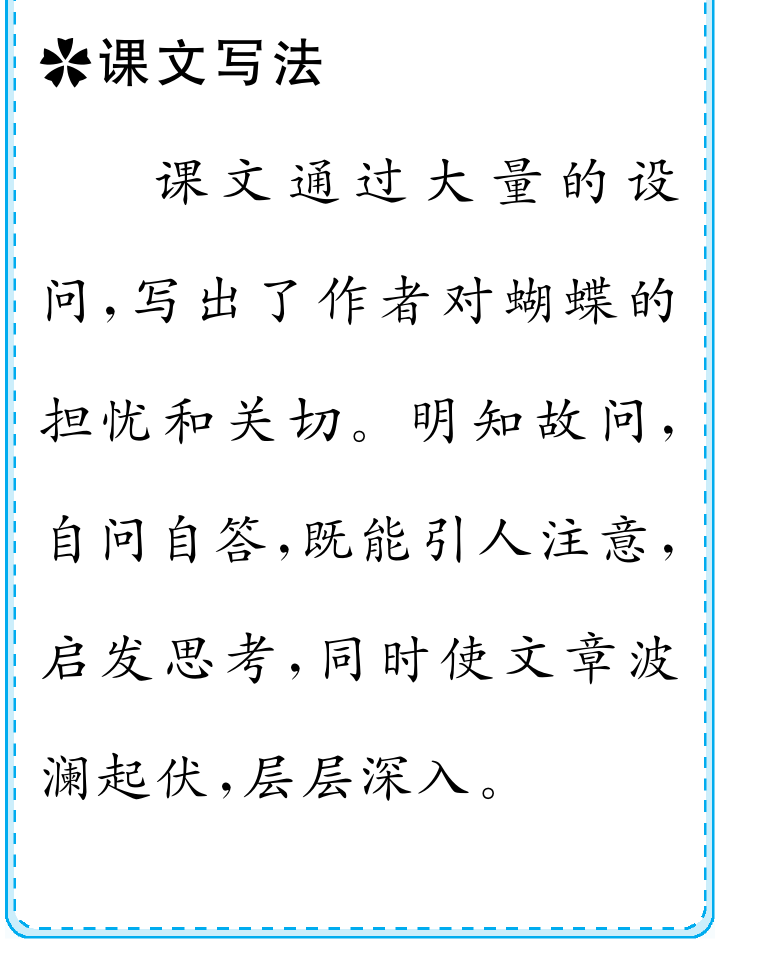 课文写法
课文通过大量的设
问,写出了作者对蝴蝶的
担忧和关切。明知故问,
自问自答,既能引人注意,
启发思考,同时使文章波
澜起伏,层层深入。